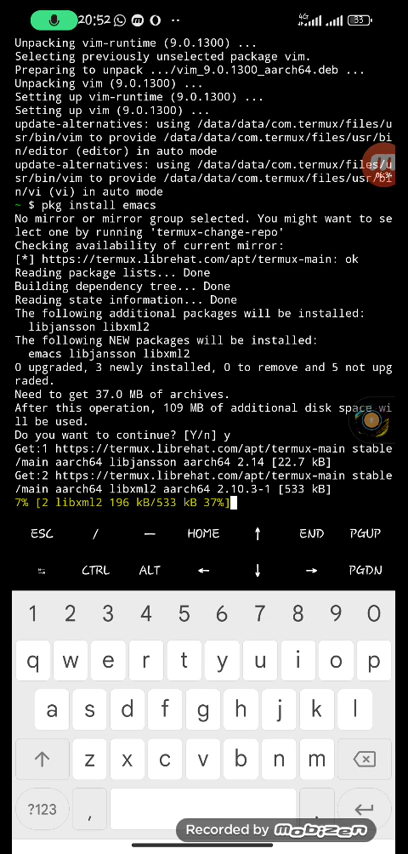 20:52
4G
33
Unpacking vim-runtime (9.0.1300) ...
Selecting previously unselected package vim.
Preparing to unpack .../vim_9.0.1300_aarch64.deb ...
Unpacking vim (9.0.1300) ...
Setting up vim-runtime (9.0.1300) ...
Setting up vim (9.0.1300) ...
update-alternatives: using /data/data/com.termux/files/u
sr/bin/vim to provide /data/data/com.termux/files/usr/bi
n/editor (editor) in auto mode
update-alternatives: using /data/data/com.termux/files/u
sr/bin/vim to provide /data/data/com.termux/files/usr/bi
n/vi (vi) in auto mode
~ $ pkg install emacs
No mirror or mirror group selected. You might want to se
lect one by running 'termux-change-repo'
Checking availability of current mirror:
[*] https://termux.librehat.com/apt/termux-main: ok
Reading package lists... Done
Building dependency tree... Done
Reading state information... Done
The following additional packages will be installed:
libjansson libxml2
The following NEW packages will be installed:
emacs libjansson libxml2
0 upgraded, 3 newly installed, 0 to remove and 5 not upg
raded.
Need to get 37.0 MB of archives.
After this operation, 109 MB of additional disk space wi
ll be used.
Do you want to continue? [Y/n] y
Get:1 https://termux.librehat.com/apt/termux-main stable
/main aarch64 libjansson aarch64 2.14 [22.7 kB]
Get:2 https://termux.librehat.com/apt/termux-main stable
/main aarch64 libxml2 aarch64 2.10.3-1 [533 kB]
7% [2 libxml2 196 kB/533 kB 37%]
ESC / — HOME ↑ END PGUP
↹ CTRL ALT ← ↓ → PGDN
1 2 3 4 5 6 7 8 9 0
q w e r t y u i o p
a s d f g h j k l
z x c v b n m
?123 , .
Recorded by mobizen